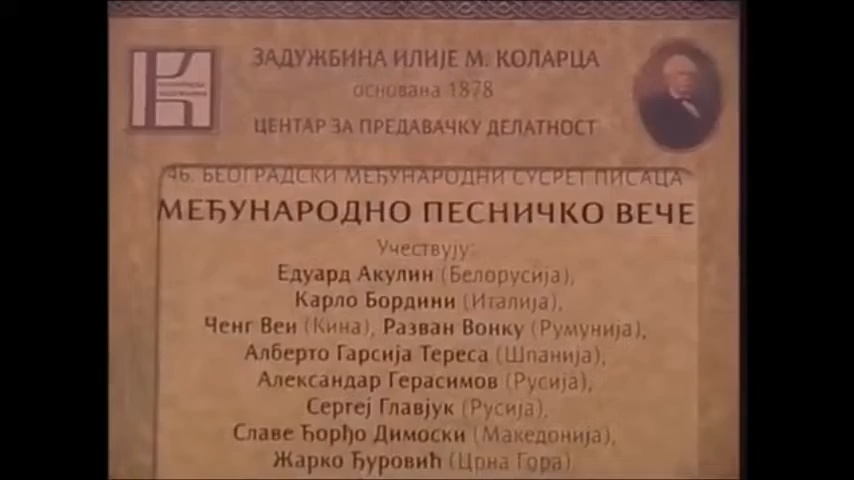 ЗАДУЖБИНА ИЛИЈЕ М. КОЛАРЦА
основана 1878
ЦЕНТАР ЗА ПРЕДАВАЧКУ ДЕЛАТНОСТ
46. БЕОГРАДСКИ МЕЂУНАРОДНИ СУСРЕТ ПИСАЦА
МЕЂУНАРОДНО ПЕСНИЧКО ВЕЧЕ
Учествују:
Едуард Акулин (Белорусија),
Карло Бордини (Италија),
Ченг Веи (Кина), Разван Вонку (Румунија),
Алберто Гарсија Тереса (Шпанија),
Александар Герасимов (Русија),
Сергеј Главјук (Русија),
Славе Ђорђо Димоски (Македонија),
Жарко Ђуровић (Црна Гора)